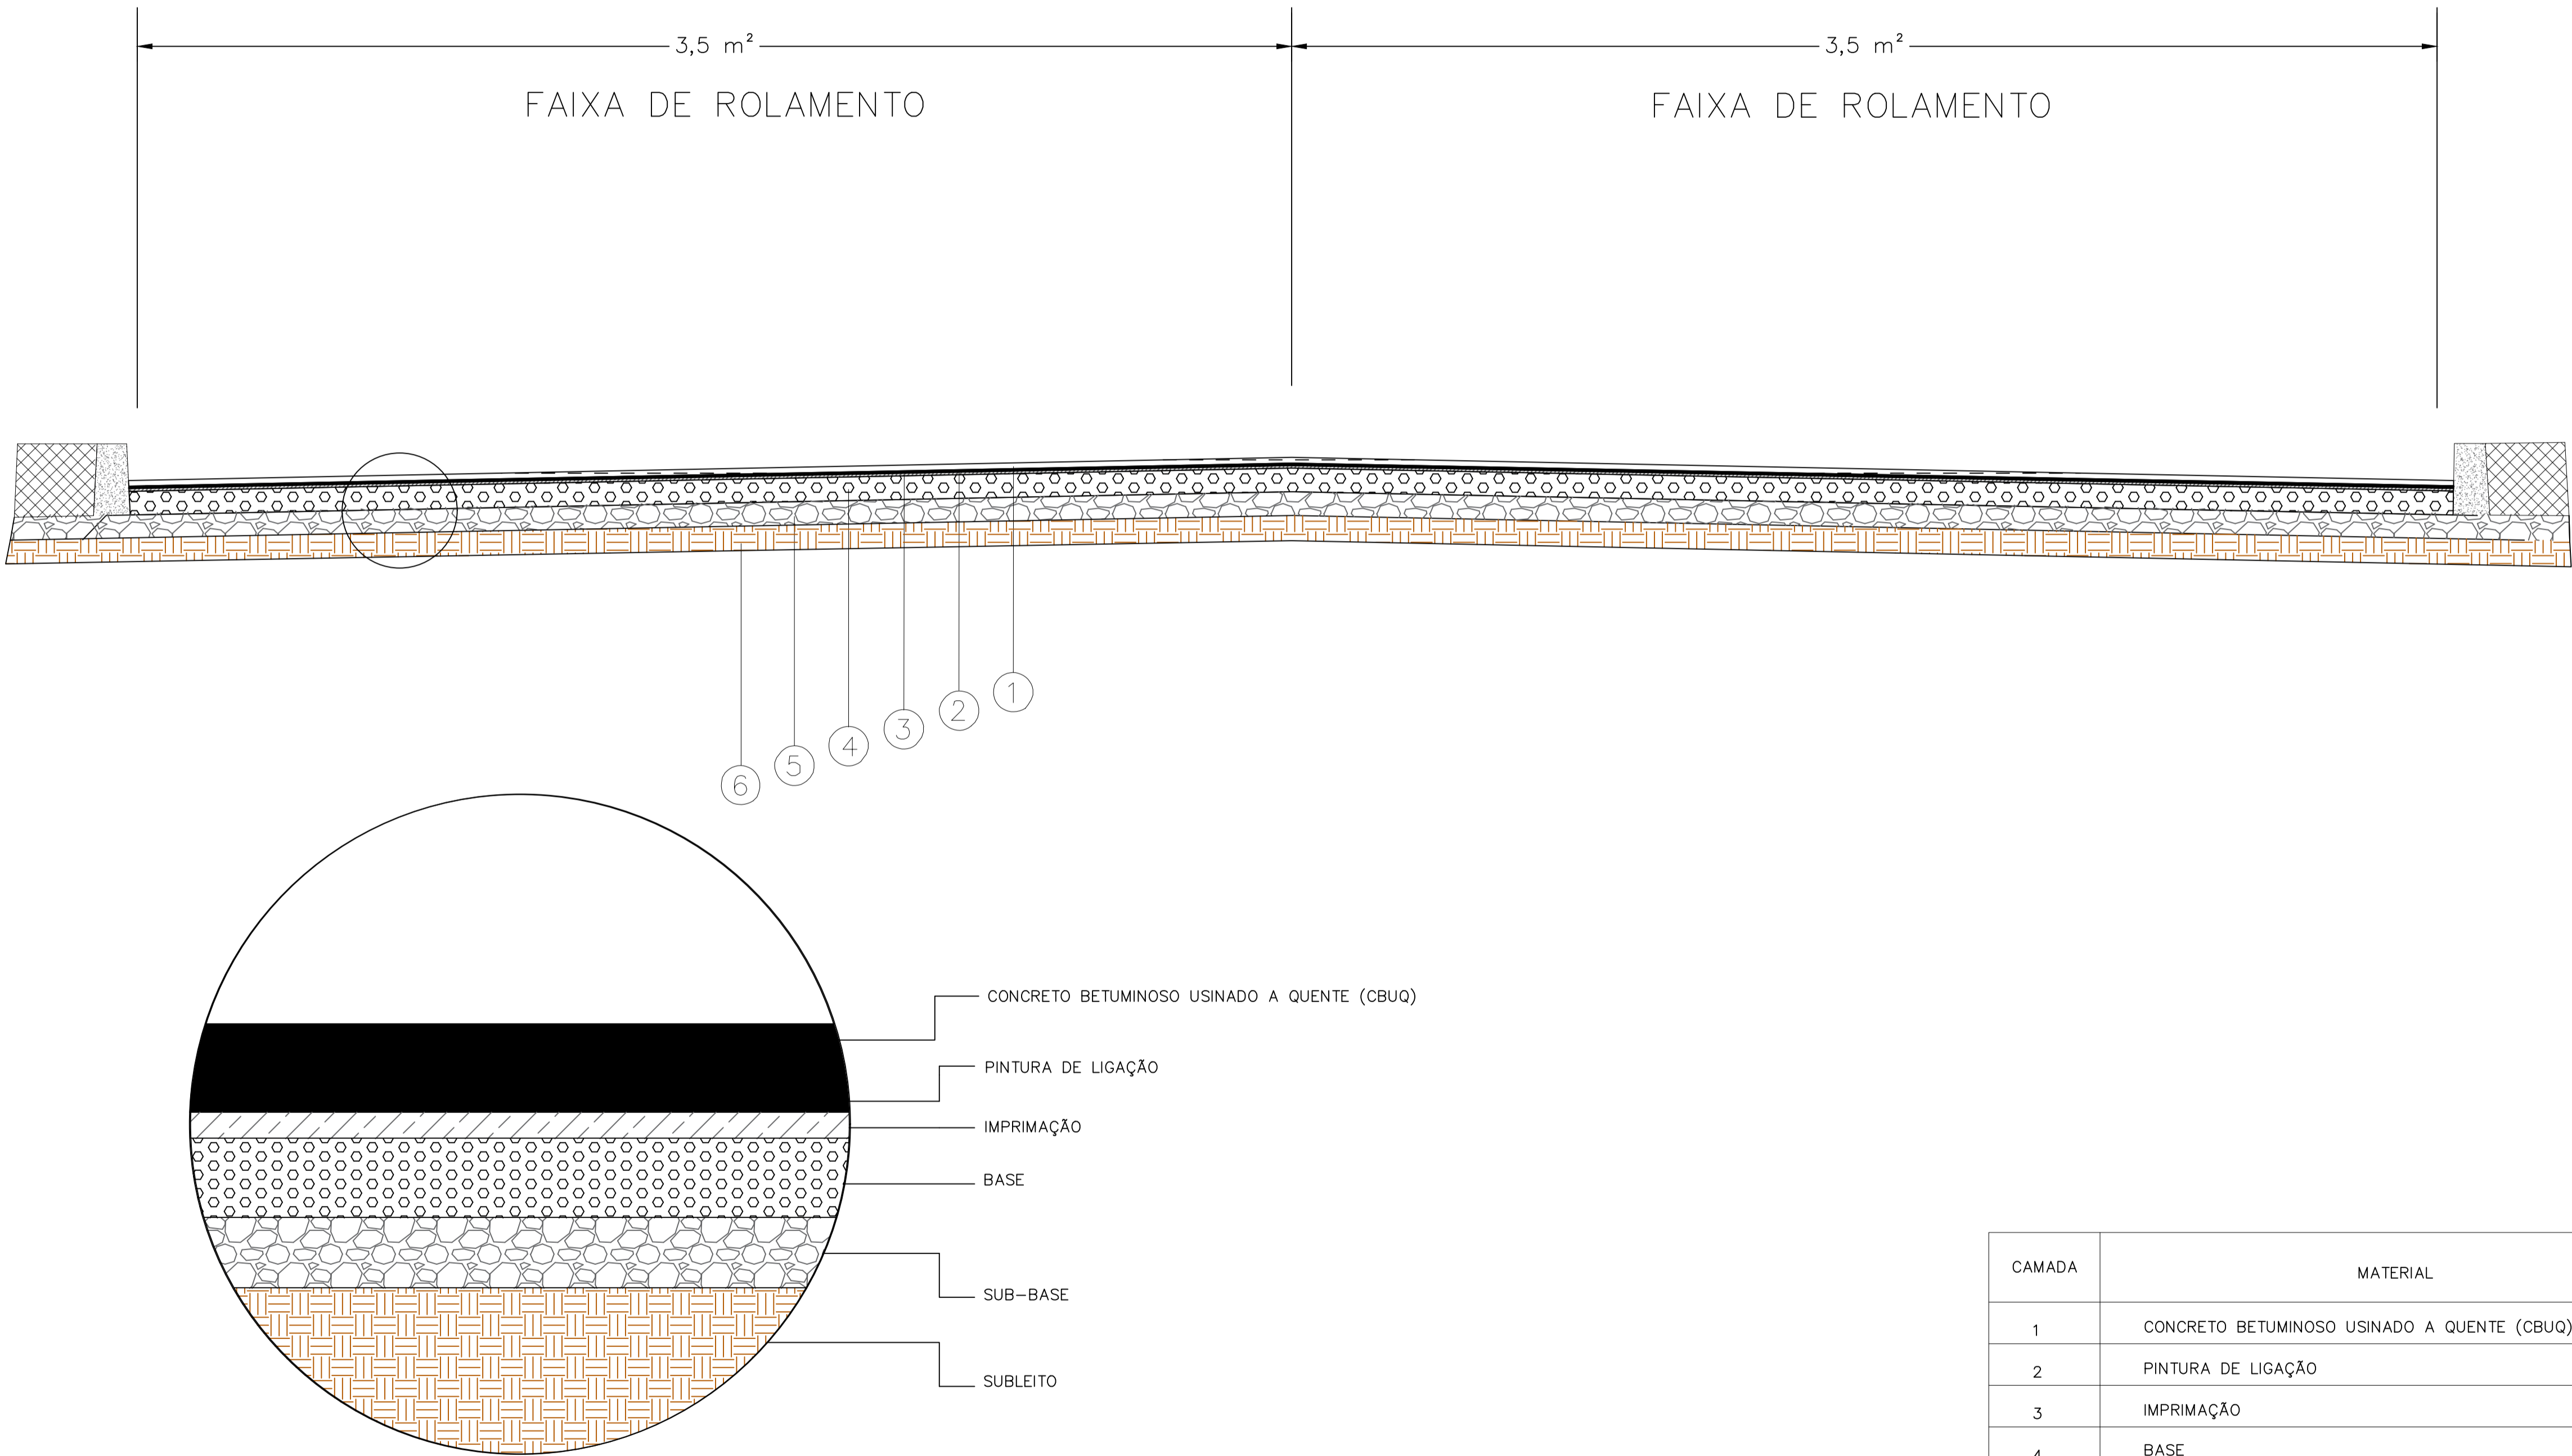 3,5 m²
3,5 m²
FAIXA DE ROLAMENTO
FAIXA DE ROLAMENTO
1
2
3
4
5
6
CONCRETO BETUMINOSO USINADO A QUENTE (CBUQ)
PINTURA DE LIGAÇÃO
IMPRIMAÇÃO
BASE
SUB-BASE
SUBLEITO
CAMADA MATERIAL
1 CONCRETO BETUMINOSO USINADO A QUENTE (CBUQ)
2 PINTURA DE LIGAÇÃO
3 IMPRIMAÇÃO
4 BASE